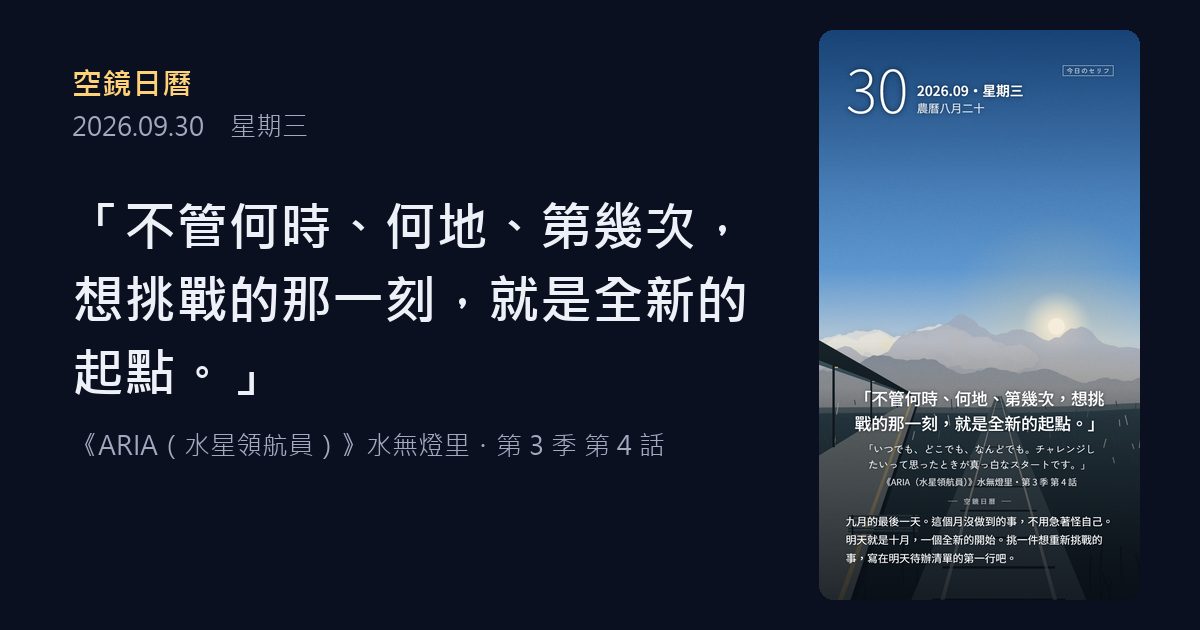 空鏡日曆
2026.09.30 星期三
「不管何時、何地、第幾次，
想挑戰的那一刻，就是全新的
起點。」
《ARIA（水星領航員）》水無燈里・第 3 季 第 4 話
30
2026.09・星期三
農曆八月二十
今日のセリフ
「不管何時、何地、第幾次，想挑
戰的那一刻，就是全新的起點。」
「いつでも、どこでも、なんどでも。チャレンジし
たいって思ったときが真っ白なスタートです。」
《ARIA（水星領航員）》水無燈里・第 3 季 第 4 話
— 空鏡日曆 —
九月的最後一天。這個月沒做到的事，不用急著怪自己。
明天就是十月，一個全新的開始。挑一件想重新挑戰的
事，寫在明天待辦清單的第一行吧。